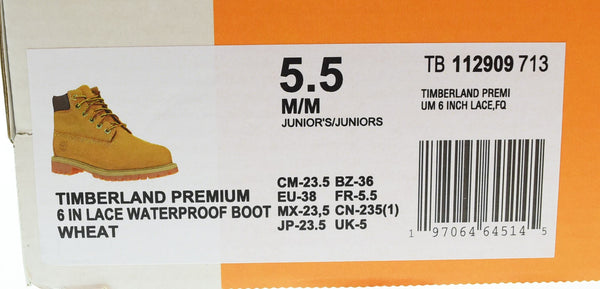 5.5
M/M
JUNIOR'S/JUNIORS
TB 112909 713
TIMBERLAND PREMI
UM 6 INCH LACE,FQ
TIMBERLAND PREMIUM
6 IN LACE WATERPROOF BOOT
WHEAT
CM-23.5 BZ-36
EU-38 FR-5.5
MX-23,5 CN-235(1)
JP-23.5 UK-5
1 97064 64514 5